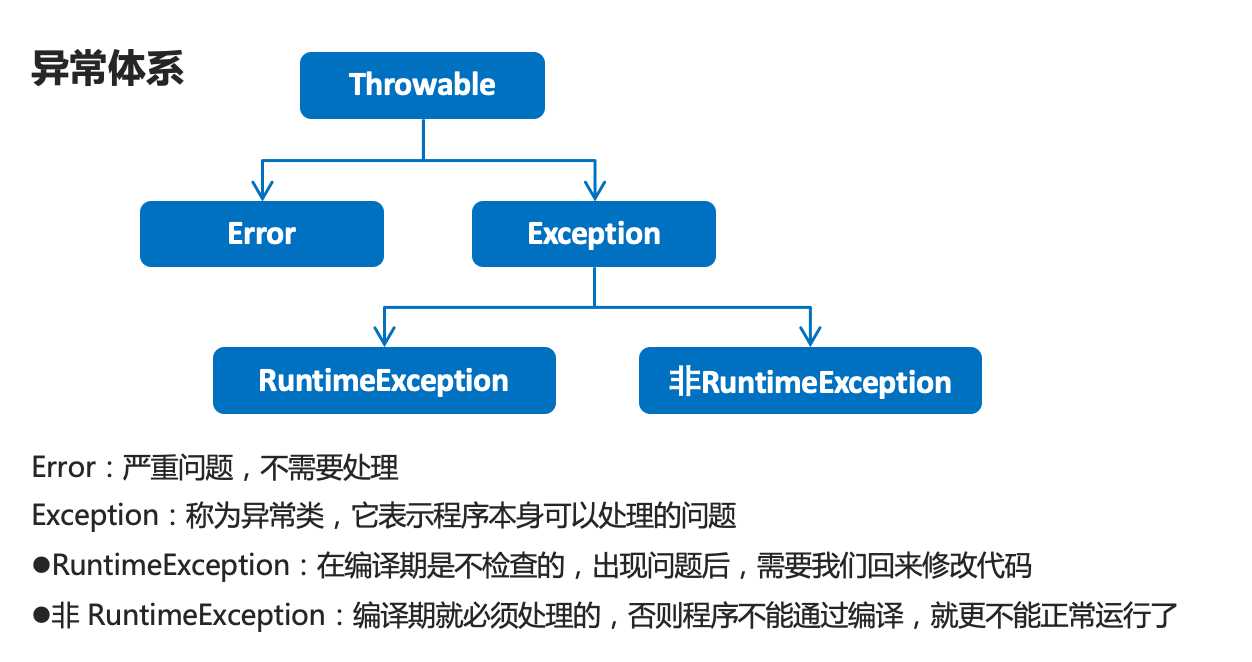 异常体系
Throwable
Error
Exception
RuntimeException
非RuntimeException
Error：严重问题，不需要处理
Exception：称为异常类，它表示程序本身可以处理的问题
●RuntimeException：在编译期是不检查的，出现问题后，需要我们回来修改代码
●非 RuntimeException：编译期就必须处理的，否则程序不能通过编译，就更不能正常运行了